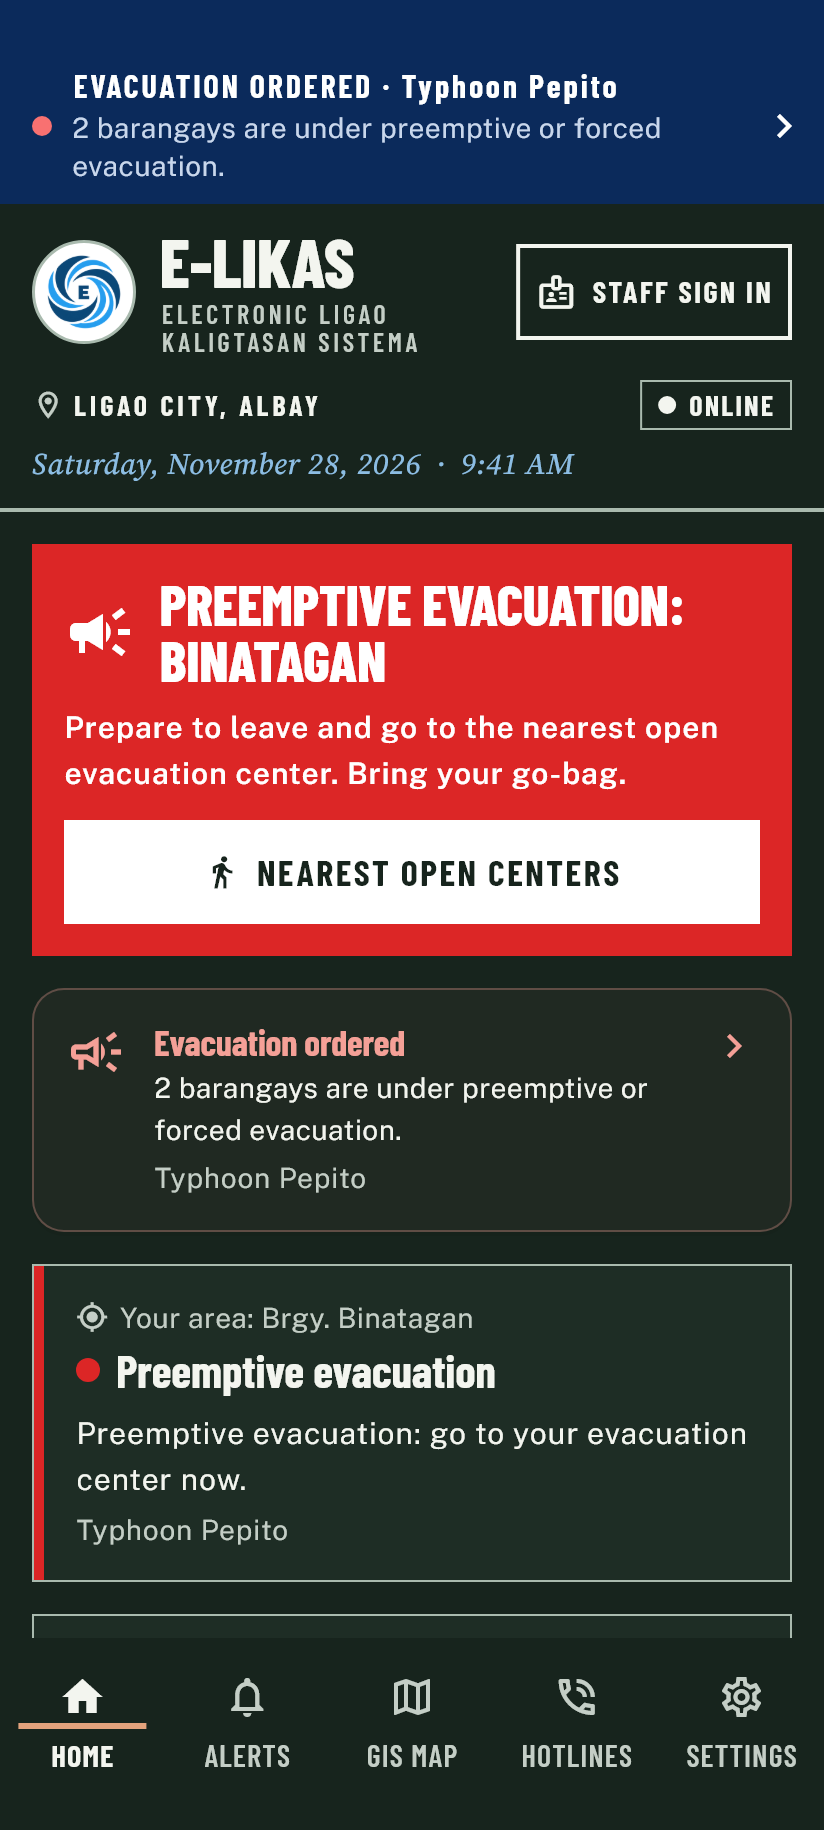 EVACUATION ORDERED · Typhoon Pepito
2 barangays are under preemptive or forced
evacuation.
E
E-LIKAS
ELECTRONIC LIGAO
KALIGTASAN SISTEMA
STAFF SIGN IN
LIGAO CITY, ALBAY
ONLINE
Saturday, November 28, 2026 · 9:41 AM
PREEMPTIVE EVACUATION:
BINATAGAN
Prepare to leave and go to the nearest open
evacuation center. Bring your go-bag.
NEAREST OPEN CENTERS
Evacuation ordered
2 barangays are under preemptive or
forced evacuation.
Typhoon Pepito
Your area: Brgy. Binatagan
Preemptive evacuation
Preemptive evacuation: go to your evacuation
center now.
Typhoon Pepito
HOME
ALERTS
GIS MAP
HOTLINES
SETTINGS